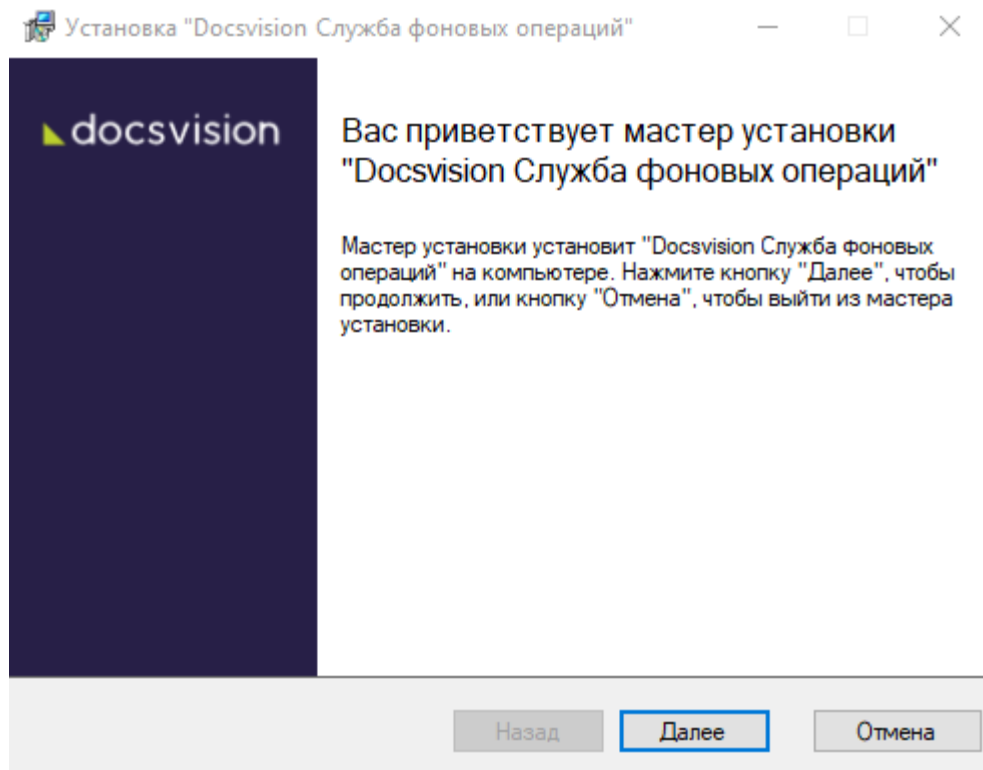 Установка "Docsvision Служба фоновых операций"
docsvision
Вас приветствует мастер установки
"Docsvision Служба фоновых операций"
Мастер установки установит "Docsvision Служба фоновых
операций" на компьютере. Нажмите кнопку "Далее", чтобы
продолжить, или кнопку "Отмена", чтобы выйти из мастера
установки.
Назад
Далее
Отмена